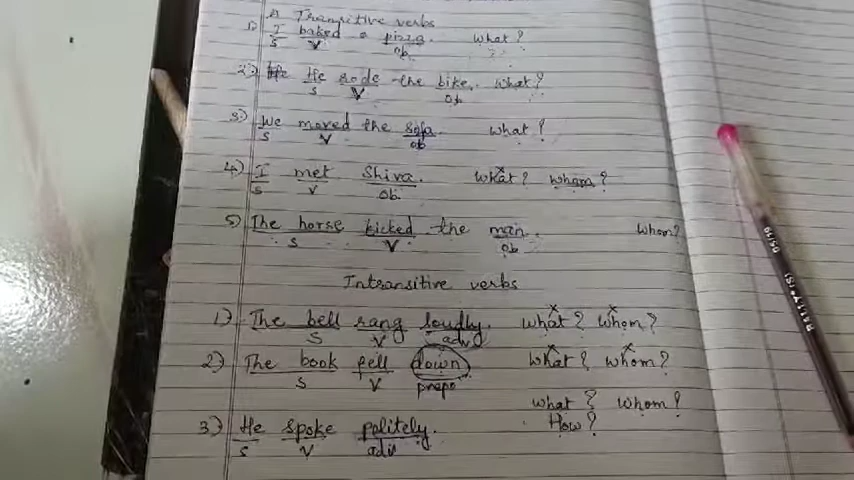 Transitive verbs
1) I baked a pizza. what?
S V ob
2) He rode the bike. what?
S V Ob
3) We moved the sofa. what?
S V ob
4) I met Shiva. what? whom?
S V Ob.
5) The horse kicked the man. whom?
S V Ob
Intransitive verbs
1) The bell rang loudly. what? whom?
S V adv
2) The book fell down what? whom?
S V prepo
what? whom?
3) He spoke politely. How?
S V adv